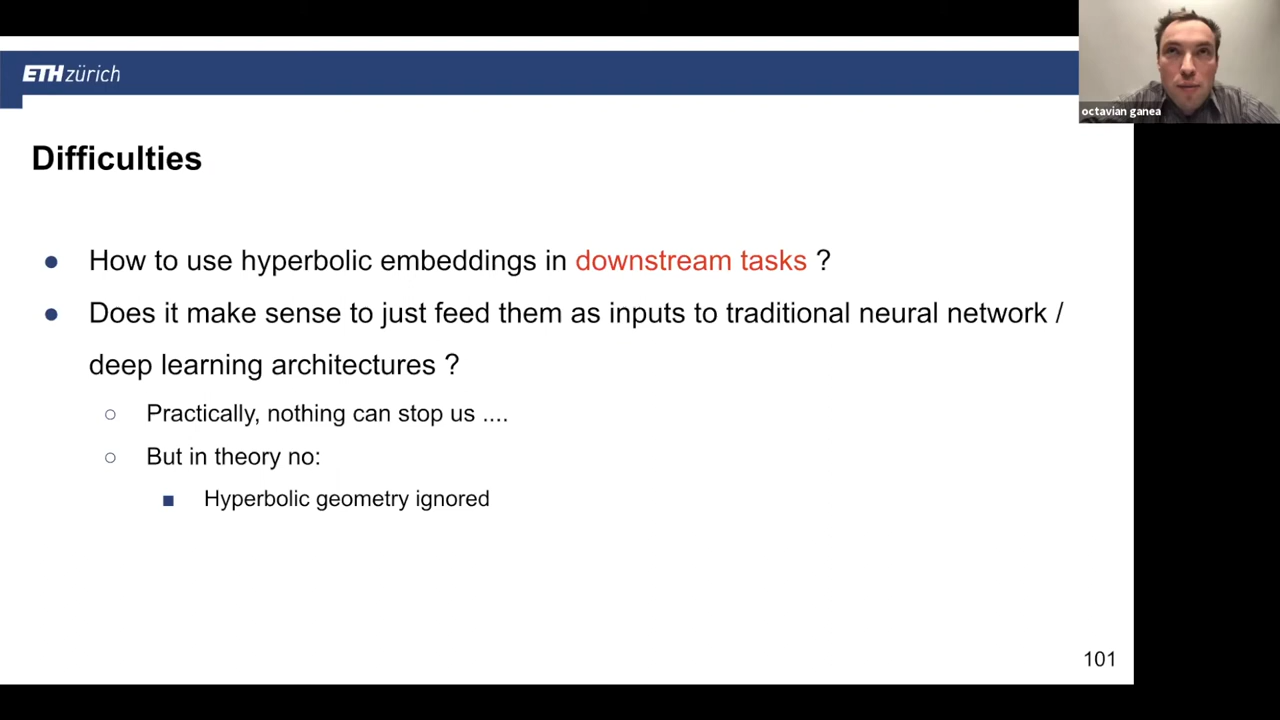 ETH zürich
octavian ganea
Difficulties
● How to use hyperbolic embeddings in downstream tasks ?
● Does it make sense to just feed them as inputs to traditional neural network /
deep learning architectures ?
○ Practically, nothing can stop us ....
○ But in theory no:
■ Hyperbolic geometry ignored
101